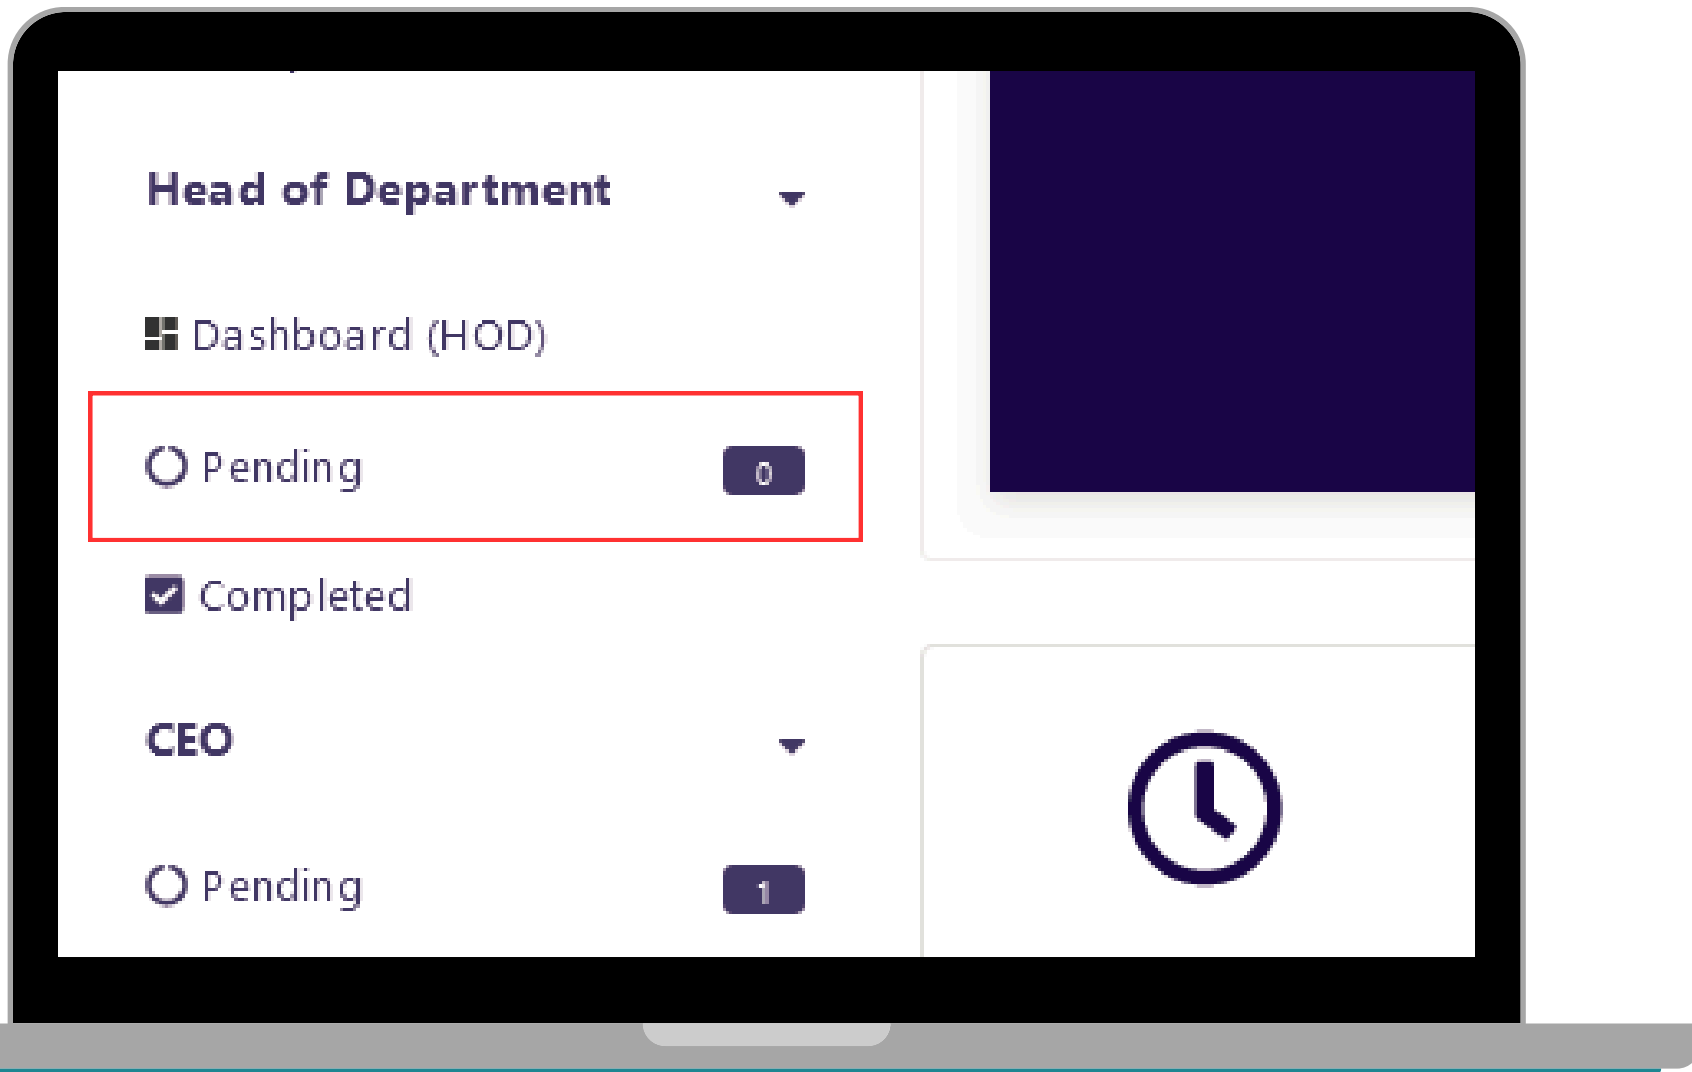 Head of Department
Dashboard (HOD)
Pending 0
Completed
CEO
Pending 1